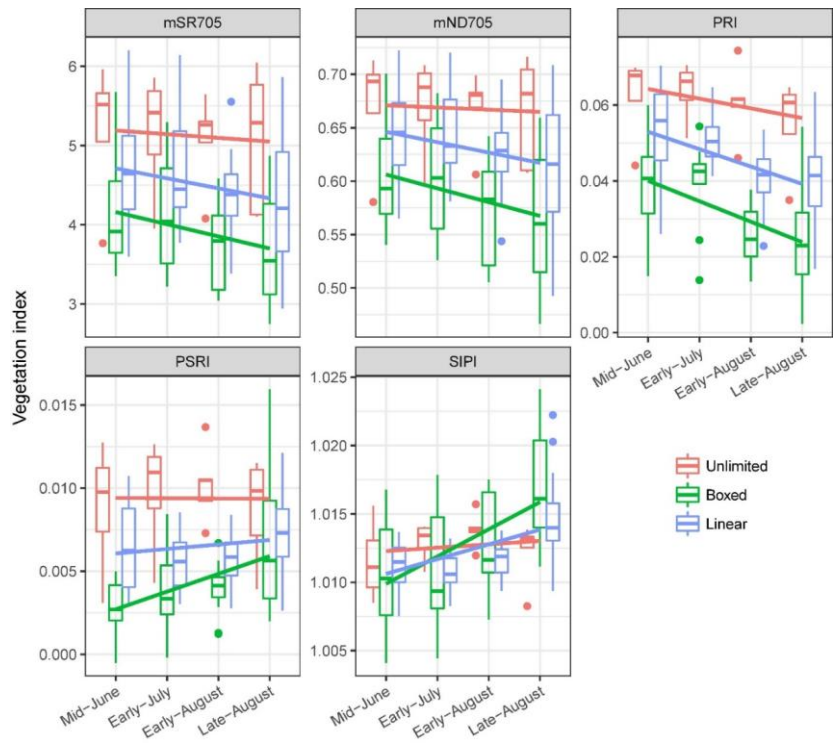 mSR705
mND705
PRI
6
5
4
3
0.70
0.65
0.60
0.55
0.50
0.06
0.04
0.02
0.00
Mid-June
Early-July
Early-August
Late-August
Vegetation index
PSRI
SIPI
0.015
0.010
0.005
0.000
1.025
1.020
1.015
1.010
1.005
Unlimited
Boxed
Linear
Mid-June
Early-July
Early-August
Late-August
Mid-June
Early-July
Early-August
Late-August